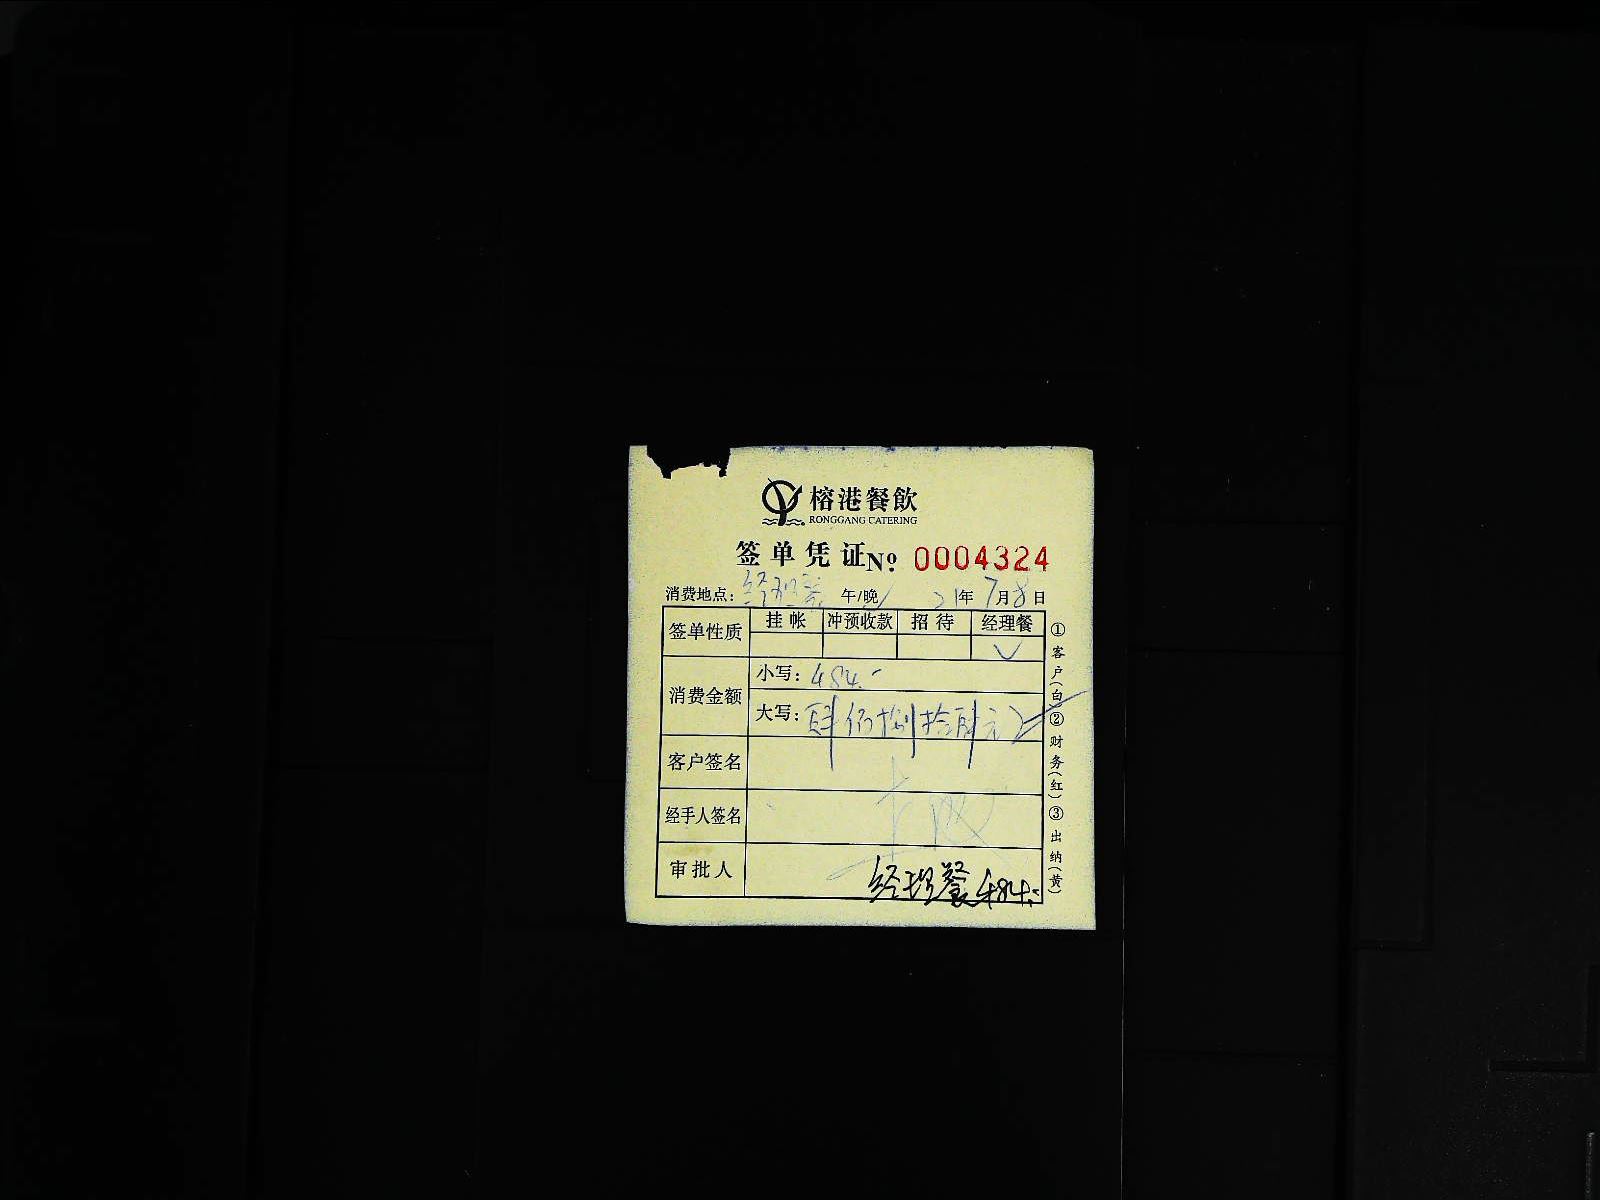 榕港餐飲
RONGGANG CATERING
签单凭证 No: 0004324
消费地点: 经理餐 午/晚 21年7月8日
签单性质 挂帐 冲预收款 招待 经理餐
✓
消费金额 小写: 484.-
大写: 肆佰捌拾肆元
客户签名
经手人签名
审批人 经理餐484.-
①客户(白)②财务(红)③出纳(黄)